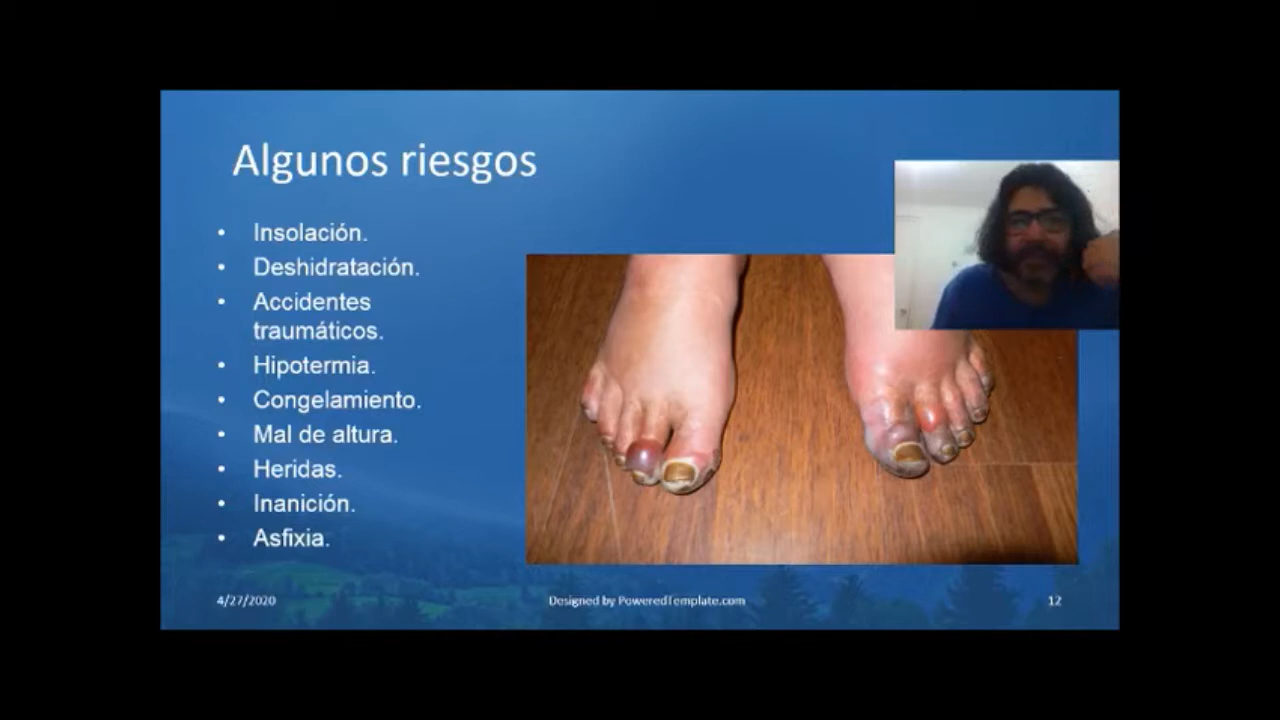 Algunos riesgos
• Insolación.
• Deshidratación.
• Accidentes
traumáticos.
• Hipotermia.
• Congelamiento.
• Mal de altura.
• Heridas.
• Inanición.
• Asfixia.
4/27/2020
Designed by PoweredTemplate.com
12